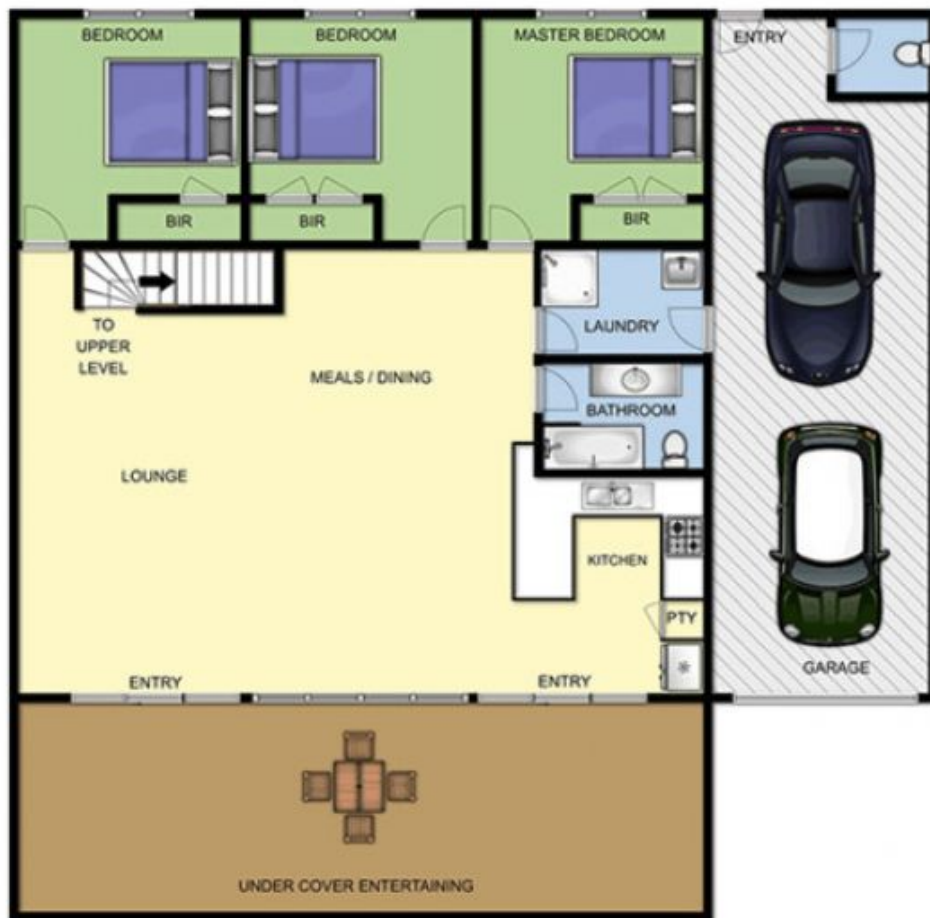 BEDROOM
BEDROOM
MASTER BEDROOM
ENTRY
BIR
BIR
BIR
TO
UPPER
LEVEL
LAUNDRY
MEALS / DINING
BATHROOM
LOUNGE
KITCHEN
PTY
GARAGE
ENTRY
ENTRY
UNDER COVER ENTERTAINING